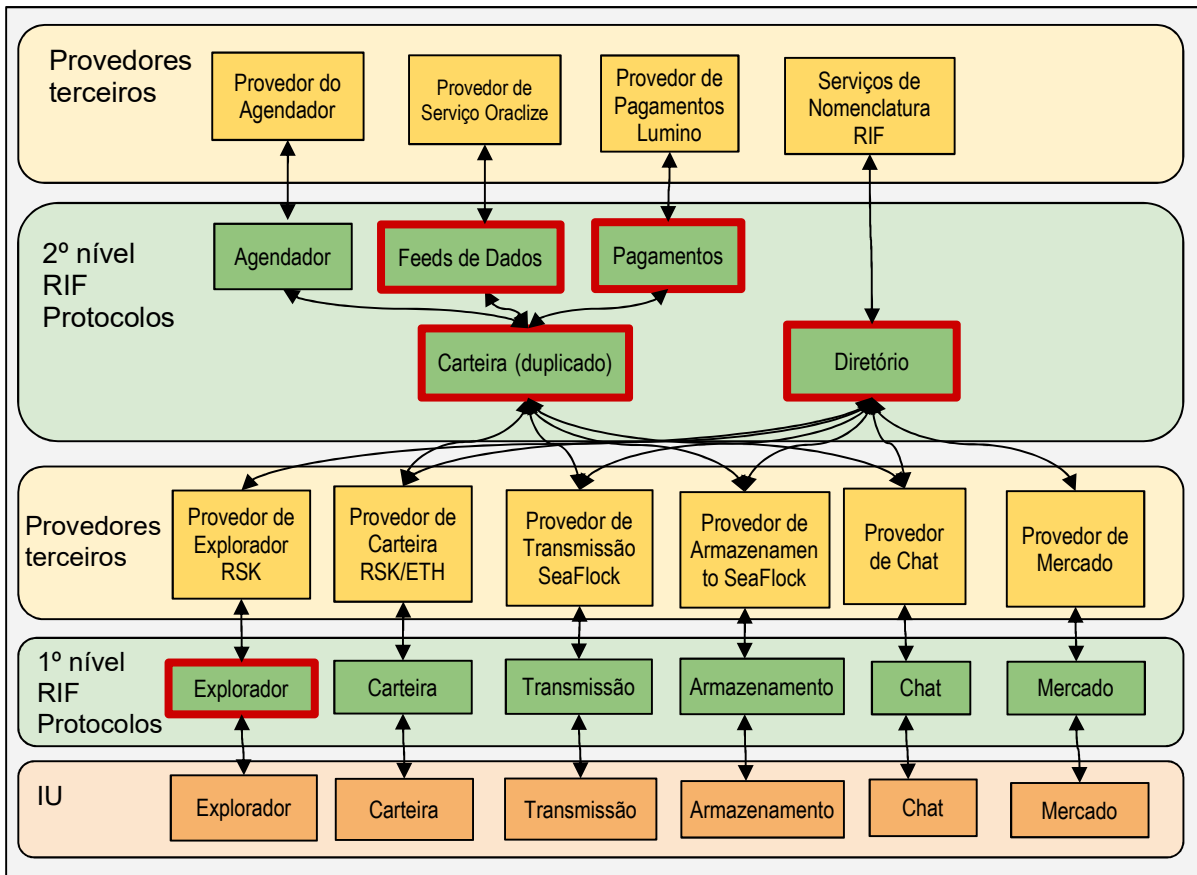 Provedores
terceiros
Provedor do
Agendador
Provedor de
Serviço Oraclize
Provedor de
Pagamentos
Lumino
Serviços de
Nomenclatura
RIF
2º nível
RIF
Protocolos
Agendador
Feeds de Dados
Pagamentos
Carteira (duplicado)
Diretório
Provedores
terceiros
Provedor de
Explorador
RSK
Provedor de
Carteira
RSK/ETH
Provedor de
Transmissão
SeaFlock
Provedor de
Armazenamen
to SeaFlock
Provedor
de Chat
Provedor de
Mercado
1º nível
RIF
Protocolos
Explorador
Carteira
Transmissão
Armazenamento
Chat
Mercado
IU
Explorador
Carteira
Transmissão
Armazenamento
Chat
Mercado